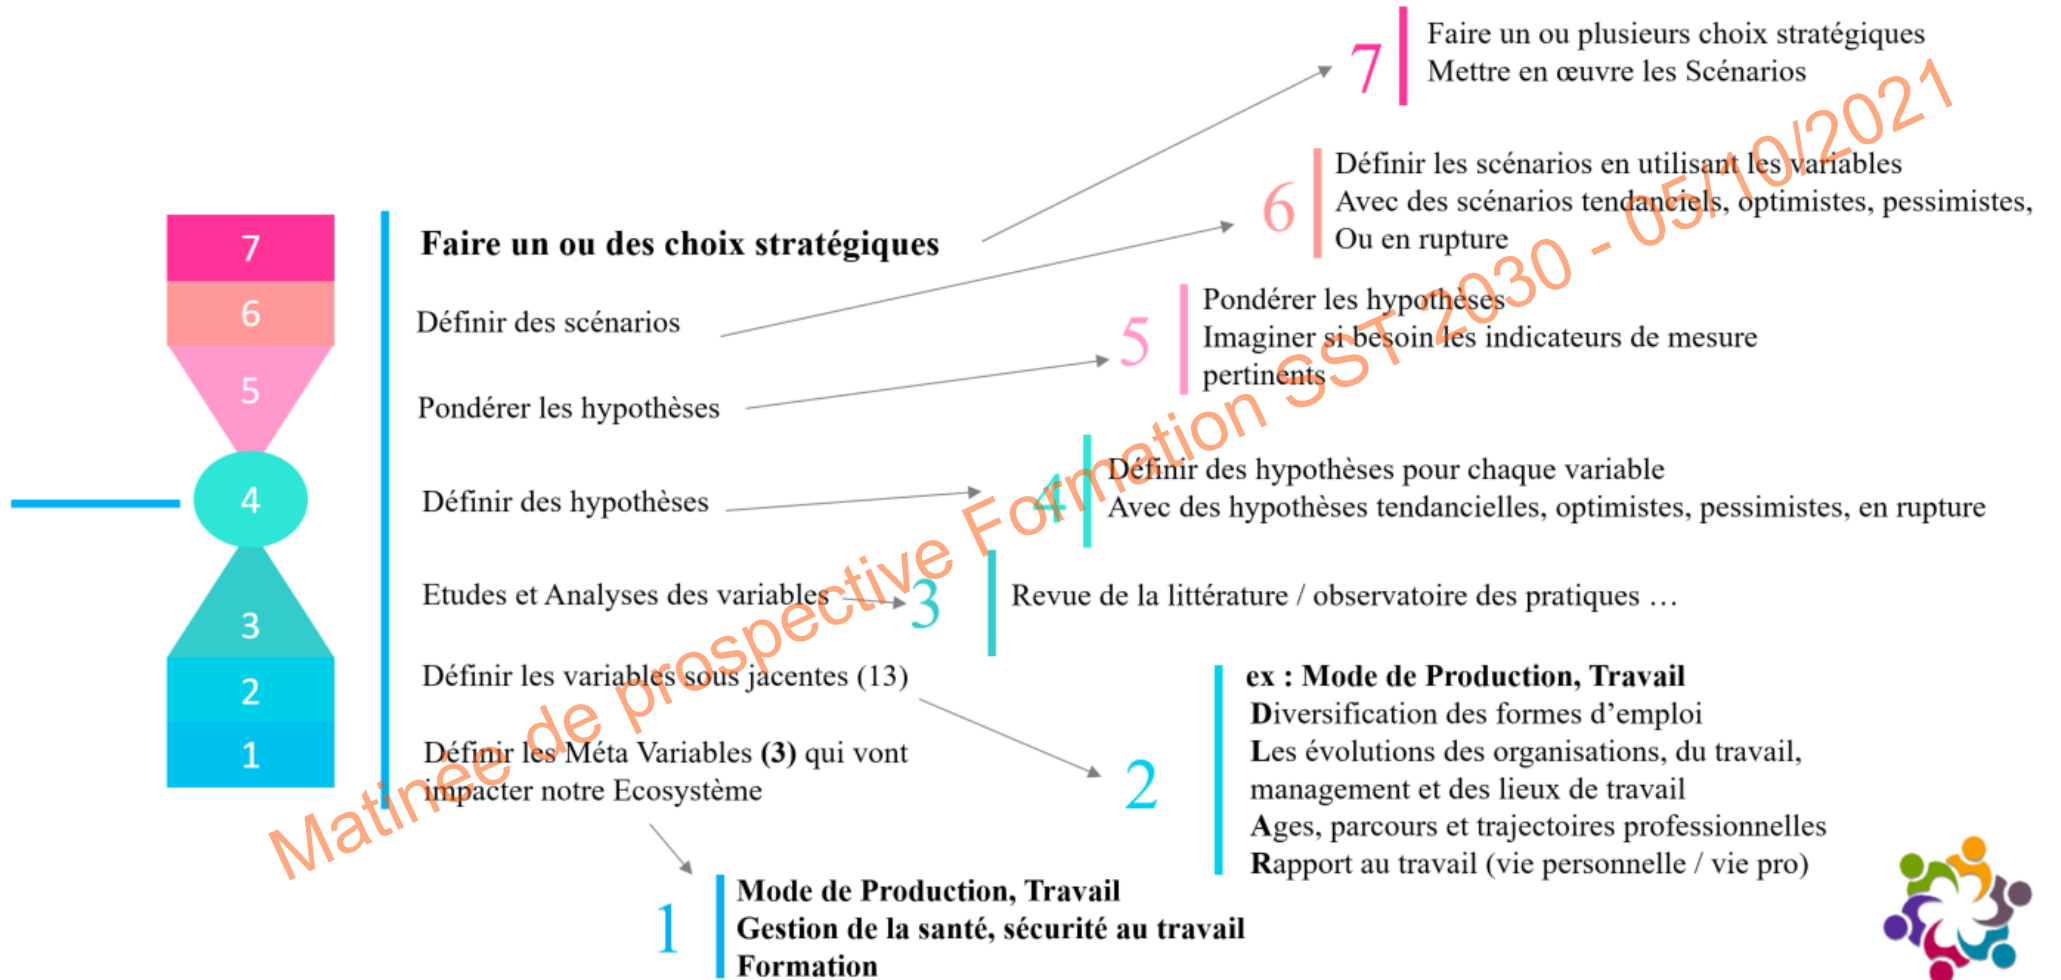 7
Faire un ou plusieurs choix stratégiques
Mettre en œuvre les Scénarios
6
Définir les scénarios en utilisant les variables
Avec des scénarios tendanciels, optimistes, pessimistes,
Ou en rupture
5
Pondérer les hypothèses
Imaginer si besoin les indicateurs de mesure
pertinents
4
Définir des hypothèses pour chaque variable
Avec des hypothèses tendancielles, optimistes, pessimistes, en rupture
3
Revue de la littérature / observatoire des pratiques …
2
ex : Mode de Production, Travail
Diversification des formes d’emploi
Les évolutions des organisations, du travail,
management et des lieux de travail
Ages, parcours et trajectoires professionnelles
Rapport au travail (vie personnelle / vie pro)
1
Mode de Production, Travail
Gestion de la santé, sécurité au travail
Formation
7
Faire un ou des choix stratégiques
6
Définir des scénarios
5
Pondérer les hypothèses
4
Définir des hypothèses
3
Etudes et Analyses des variables
2
Définir les variables sous jacentes (13)
1
Définir les Méta Variables (3) qui vont
impacter notre Ecosystème
Matinée de prospective Formation SST 2030 - 05/10/2021